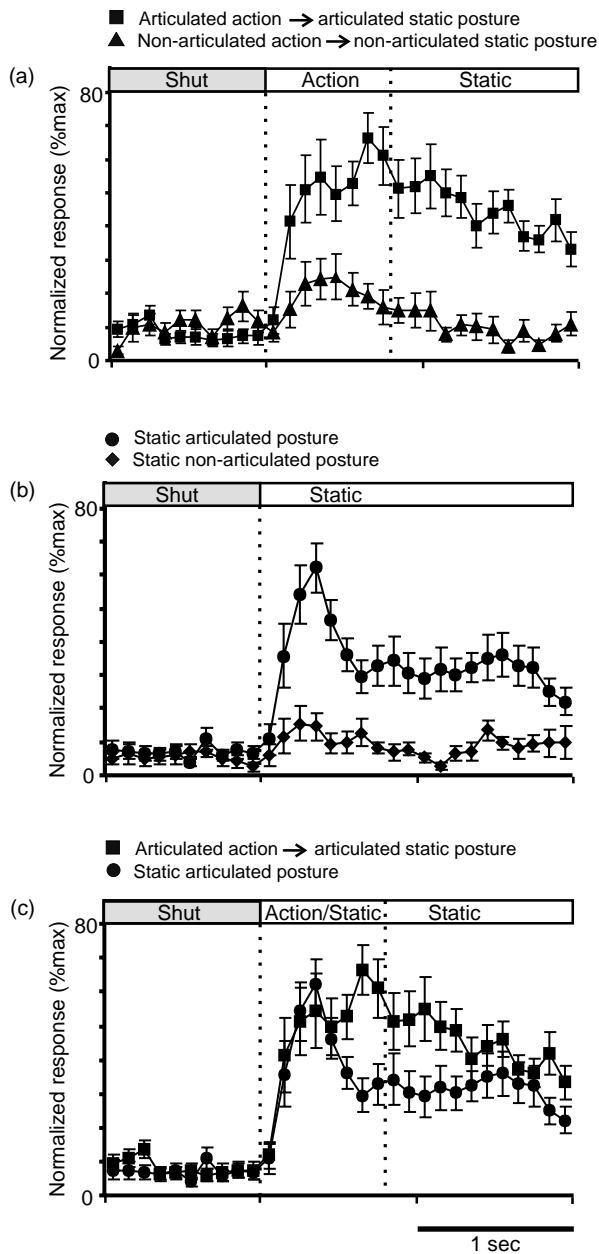 ■ Articulated action → articulated static posture
▲ Non-articulated action → non-articulated static posture
(a)
Shut Action Static
80
Normalized response (%max)
0
● Static articulated posture
◆ Static non-articulated posture
(b)
Shut Static
80
Normalized response (%max)
0
■ Articulated action → articulated static posture
● Static articulated posture
(c)
Shut Action/Static Static
80
Normalized response (%max)
0
1 sec